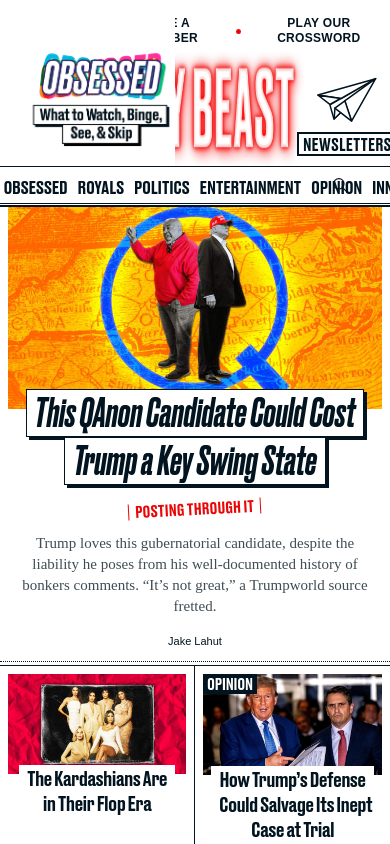 E A
BER
PLAY OUR
CROSSWORD
OBSESSED
What to Watch, Binge,
See, & Skip
Y BEAST
NEWSLETTERS
OBSESSED ROYALS POLITICS ENTERTAINMENT OPINION INN
This QAnon Candidate Could Cost
Trump a Key Swing State
POSTING THROUGH IT
Trump loves this gubernatorial candidate, despite the
liability he poses from his well-documented history of
bonkers comments. “It’s not great,” a Trumpworld source
fretted.
Jake Lahut
The Kardashians Are
in Their Flop Era
OPINION
How Trump’s Defense
Could Salvage Its Inept
Case at Trial